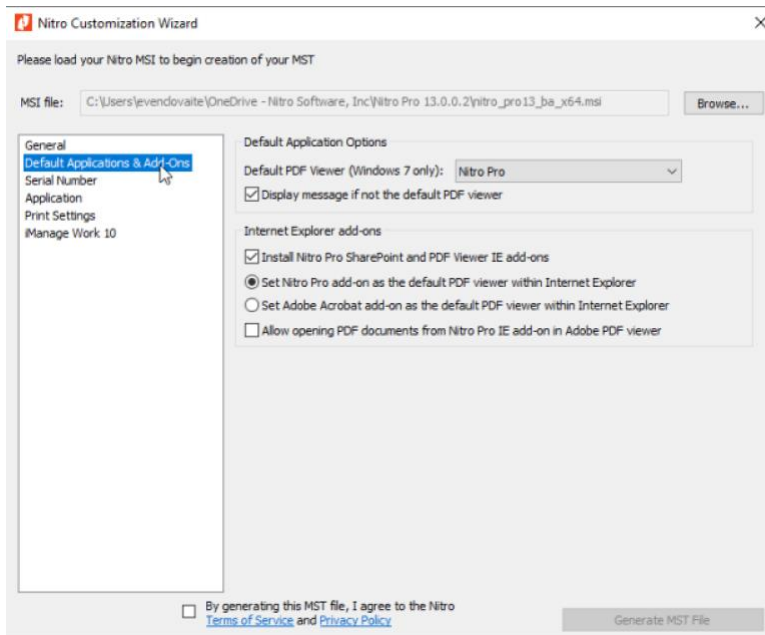 Nitro Customization Wizard
Please load your Nitro MSI to begin creation of your MST
MSI file: C:\Users\evendovaite\OneDrive - Nitro Software, Inc\Nitro Pro 13.0.0.2\nitro_pro13_ba_x64.msi Browse...
General
Default Applications & Add-Ons
Serial Number
Application
Print Settings
iManage Work 10
Default Application Options
Default PDF Viewer (Windows 7 only): Nitro Pro
Display message if not the default PDF viewer
Internet Explorer add-ons
Install Nitro Pro SharePoint and PDF Viewer IE add-ons
Set Nitro Pro add-on as the default PDF viewer within Internet Explorer
Set Adobe Acrobat add-on as the default PDF viewer within Internet Explorer
Allow opening PDF documents from Nitro Pro IE add-on in Adobe PDF viewer
By generating this MST file, I agree to the Nitro
Terms of Service and Privacy Policy
Generate MST File